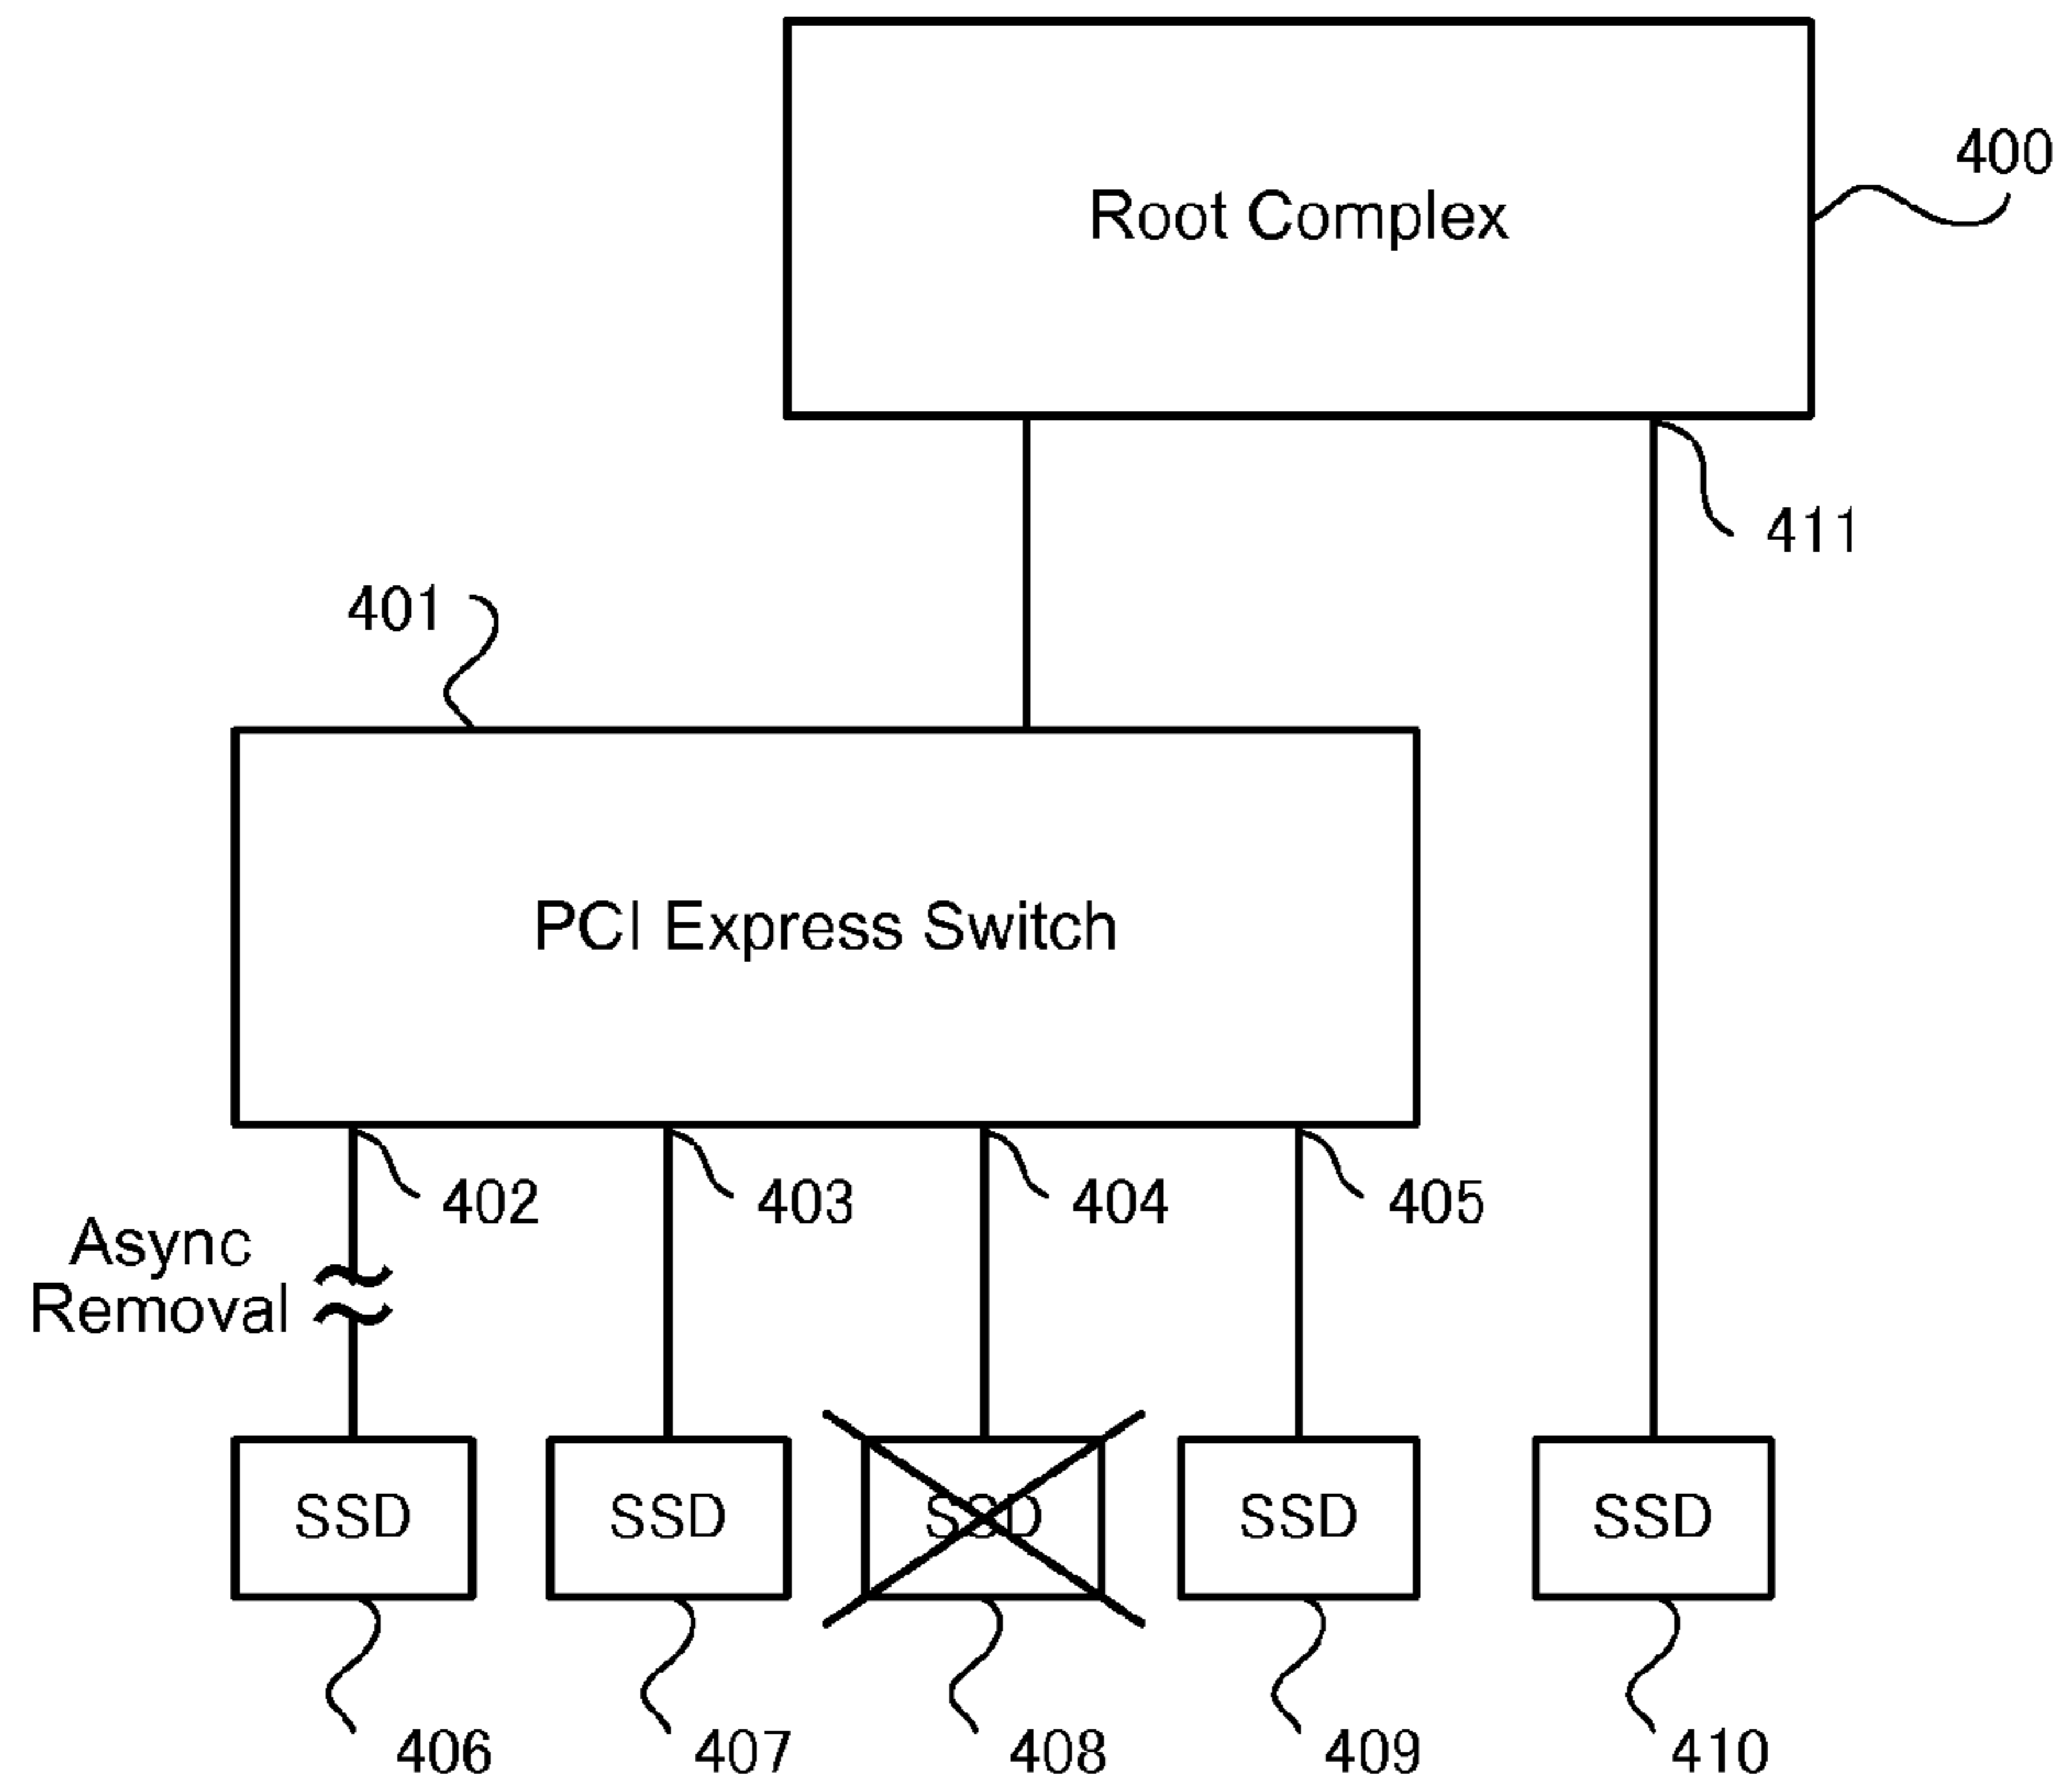 Root Complex
400
411
401
PCI Express Switch
402
403
404
405
Async
Removal
SSD
SSD
SSD
SSD
SSD
406
407
408
409
410